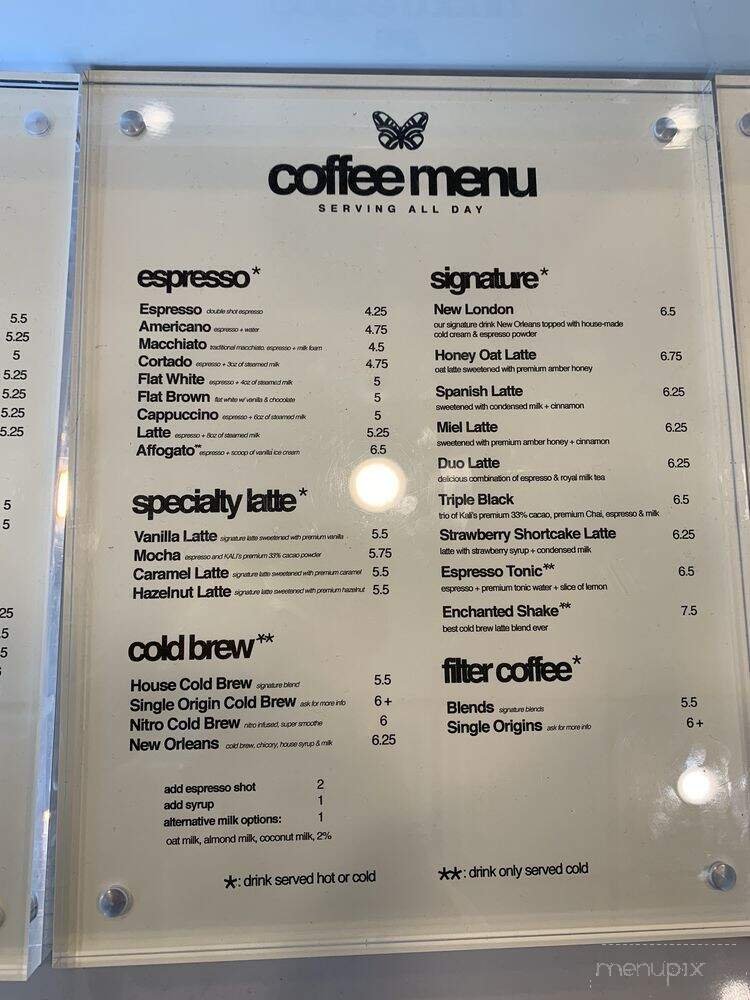 coffee menu
SERVING ALL DAY
espresso*
Espresso double shot espresso 4.25
Americano espresso + water 4.75
Macchiato traditional macchiato. espresso + milk foam 4.5
Cortado espresso + 3oz of steamed milk 4.75
Flat White espresso + 4oz of steamed milk 5
Flat Brown flat white w/ vanilla & chocolate 5
Cappuccino espresso + 6oz of steamed milk 5
Latte espresso + 8oz of steamed milk 5.25
Affogato** espresso + scoop of vanilla ice cream 6.5
specialty latte*
Vanilla Latte signature latte sweetened with premium vanilla 5.5
Mocha espresso and KALI's premium 33% cacao powder 5.75
Caramel Latte signature latte sweetened with premium caramel 5.5
Hazelnut Latte signature latte sweetened with premium hazelnut 5.5
cold brew**
House Cold Brew signature blend 5.5
Single Origin Cold Brew ask for more info 6+
Nitro Cold Brew nitro infused, super smoothe 6
New Orleans cold brew, chicory, house syrup & milk 6.25
add espresso shot 2
add syrup 1
alternative milk options: 1
oat milk, almond milk, coconut milk, 2%
signature*
New London 6.5
our signature drink New Orleans topped with house-made
cold cream & espresso powder
Honey Oat Latte 6.75
oat latte sweetened with premium amber honey
Spanish Latte 6.25
sweetened with condensed milk + cinnamon
Miel Latte 6.25
sweetened with premium amber honey + cinnamon
Duo Latte 6.25
delicious combination of espresso & royal milk tea
Triple Black 6.5
trio of Kali's premium 33% cacao, premium Chai, espresso & milk
Strawberry Shortcake Latte 6.25
latte with strawberry syrup + condensed milk
Espresso Tonic** 6.5
espresso + premium tonic water + slice of lemon
Enchanted Shake** 7.5
best cold brew latte blend ever
filter coffee*
Blends signature blends 5.5
Single Origins ask for more info 6+
*: drink served hot or cold
**: drink only served cold
5.5
5.25
5
5.25
5.25
5.25
5.25
5
5
menupix